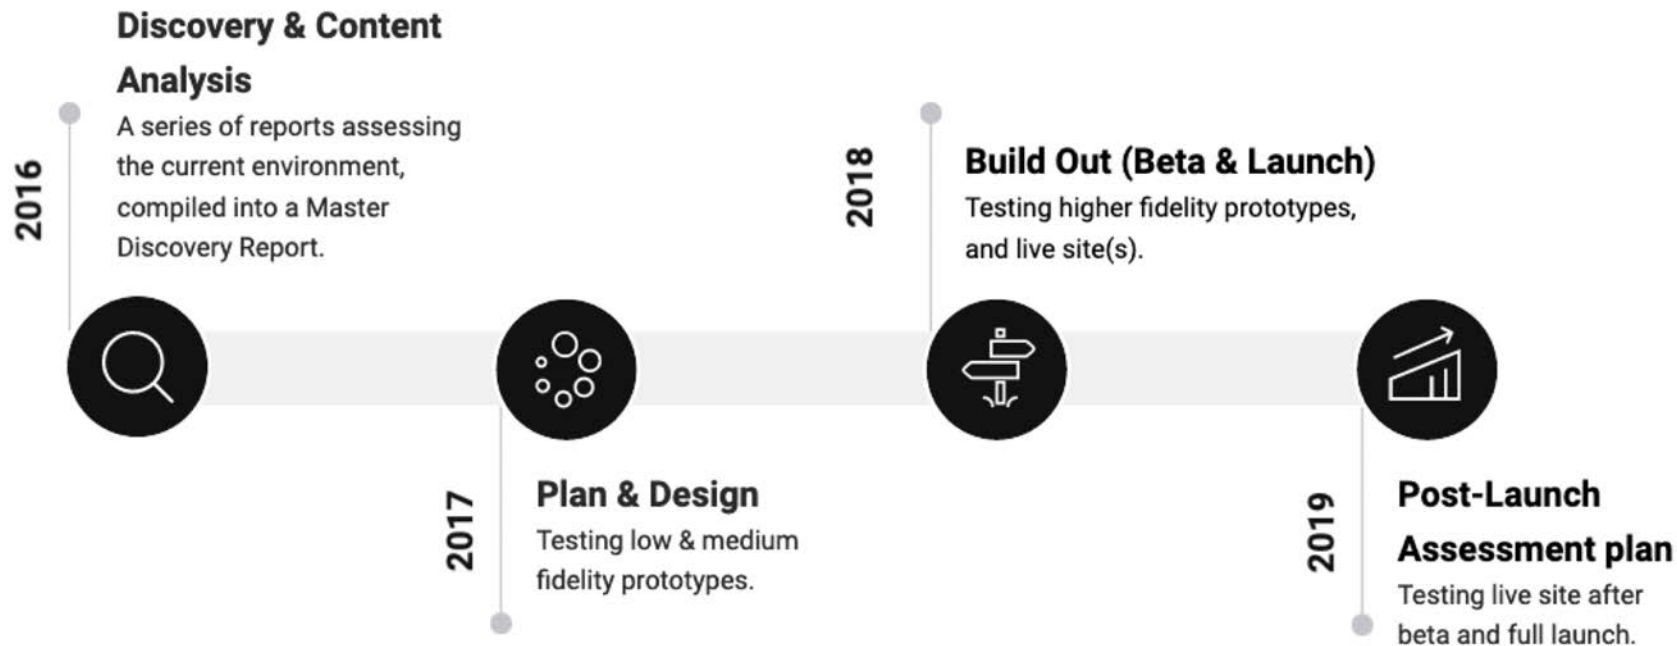 2016
Discovery & Content
Analysis
A series of reports assessing
the current environment,
compiled into a Master
Discovery Report.
2017
Plan & Design
Testing low & medium
fidelity prototypes.
2018
Build Out (Beta & Launch)
Testing higher fidelity prototypes,
and live site(s).
2019
Post-Launch
Assessment plan
Testing live site after
beta and full launch.